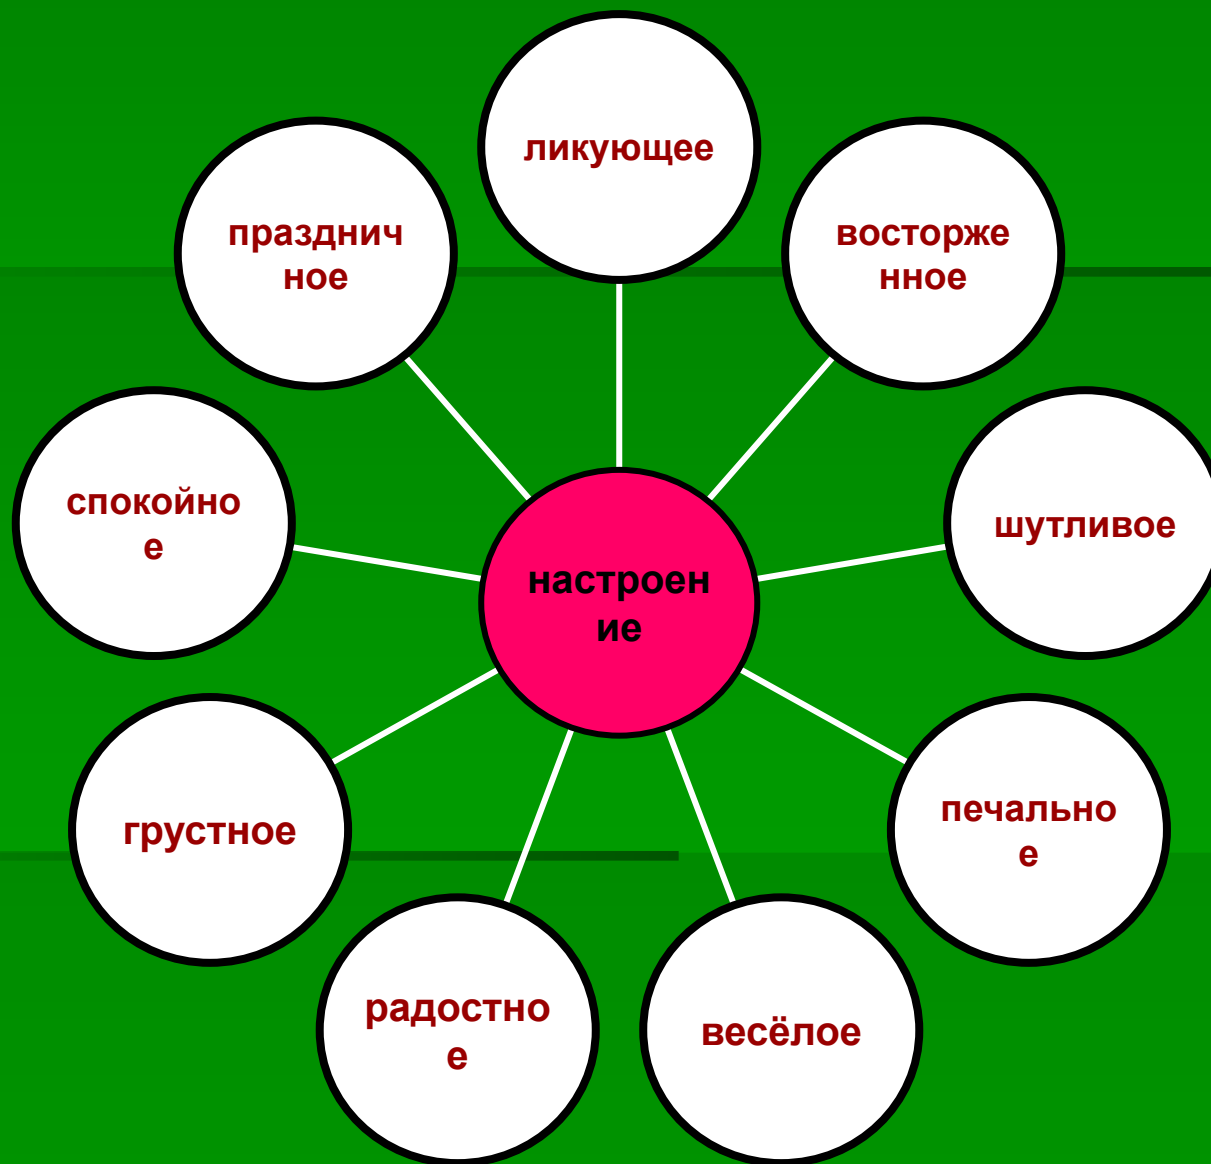 ликующее
празднич
ное
восторже
нное
спокойно
е
шутливое
настроен
ие
грустное
печально
е
радостно
е
весёлое